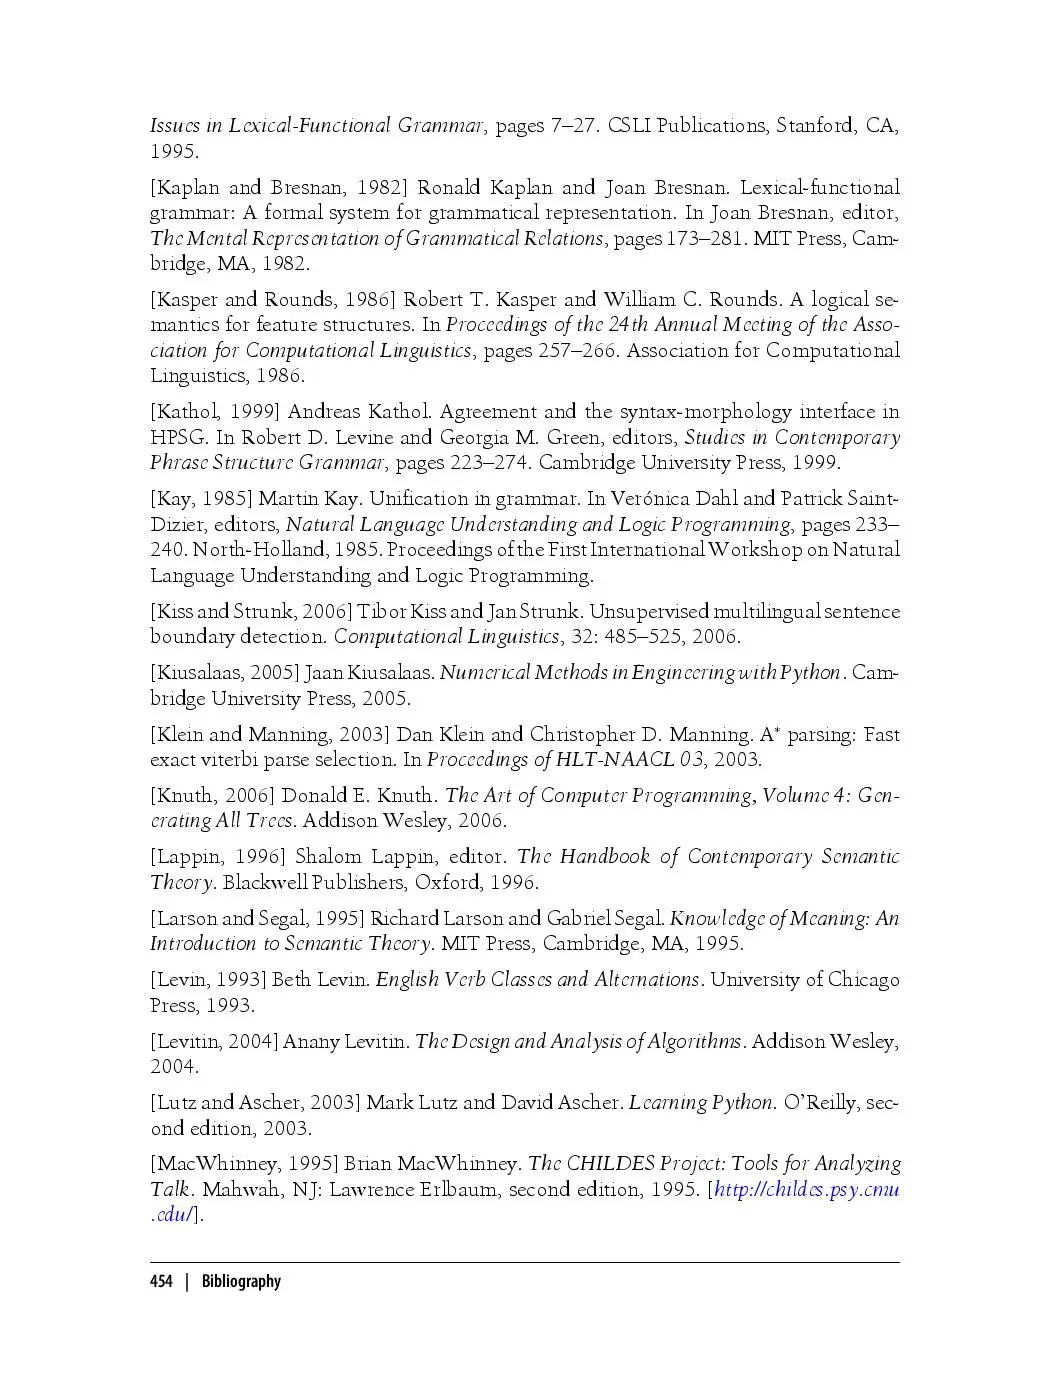 Issues in Lexical-Functional Grammar, pages 7–27. CSLI Publications, Stanford, CA,
1995.
[Kaplan and Bresnan, 1982] Ronald Kaplan and Joan Bresnan. Lexical-functional
grammar: A formal system for grammatical representation. In Joan Bresnan, editor,
The Mental Representation of Grammatical Relations, pages 173–281. MIT Press, Cam-
bridge, MA, 1982.
[Kasper and Rounds, 1986] Robert T. Kasper and William C. Rounds. A logical se-
mantics for feature structures. In Proceedings of the 24th Annual Meeting of the Asso-
ciation for Computational Linguistics, pages 257–266. Association for Computational
Linguistics, 1986.
[Kathol, 1999] Andreas Kathol. Agreement and the syntax-morphology interface in
HPSG. In Robert D. Levine and Georgia M. Green, editors, Studies in Contemporary
Phrase Structure Grammar, pages 223–274. Cambridge University Press, 1999.
[Kay, 1985] Martin Kay. Unification in grammar. In Verónica Dahl and Patrick Saint-
Dizier, editors, Natural Language Understanding and Logic Programming, pages 233–
240. North-Holland, 1985. Proceedings of the First International Workshop on Natural
Language Understanding and Logic Programming.
[Kiss and Strunk, 2006] Tibor Kiss and Jan Strunk. Unsupervised multilingual sentence
boundary detection. Computational Linguistics, 32: 485–525, 2006.
[Kiusalaas, 2005] Jaan Kiusalaas. Numerical Methods in Engineering with Python. Cam-
bridge University Press, 2005.
[Klein and Manning, 2003] Dan Klein and Christopher D. Manning. A* parsing: Fast
exact viterbi parse selection. In Proceedings of HLT-NAACL 03, 2003.
[Knuth, 2006] Donald E. Knuth. The Art of Computer Programming, Volume 4: Gen-
erating All Trees. Addison Wesley, 2006.
[Lappin, 1996] Shalom Lappin, editor. The Handbook of Contemporary Semantic
Theory. Blackwell Publishers, Oxford, 1996.
[Larson and Segal, 1995] Richard Larson and Gabriel Segal. Knowledge of Meaning: An
Introduction to Semantic Theory. MIT Press, Cambridge, MA, 1995.
[Levin, 1993] Beth Levin. English Verb Classes and Alternations. University of Chicago
Press, 1993.
[Levitin, 2004] Anany Levitin. The Design and Analysis of Algorithms. Addison Wesley,
2004.
[Lutz and Ascher, 2003] Mark Lutz and David Ascher. Learning Python. O’Reilly, sec-
ond edition, 2003.
[MacWhinney, 1995] Brian MacWhinney. The CHILDES Project: Tools for Analyzing
Talk. Mahwah, NJ: Lawrence Erlbaum, second edition, 1995. [http://childes.psy.cmu
.edu/].
454 | Bibliography